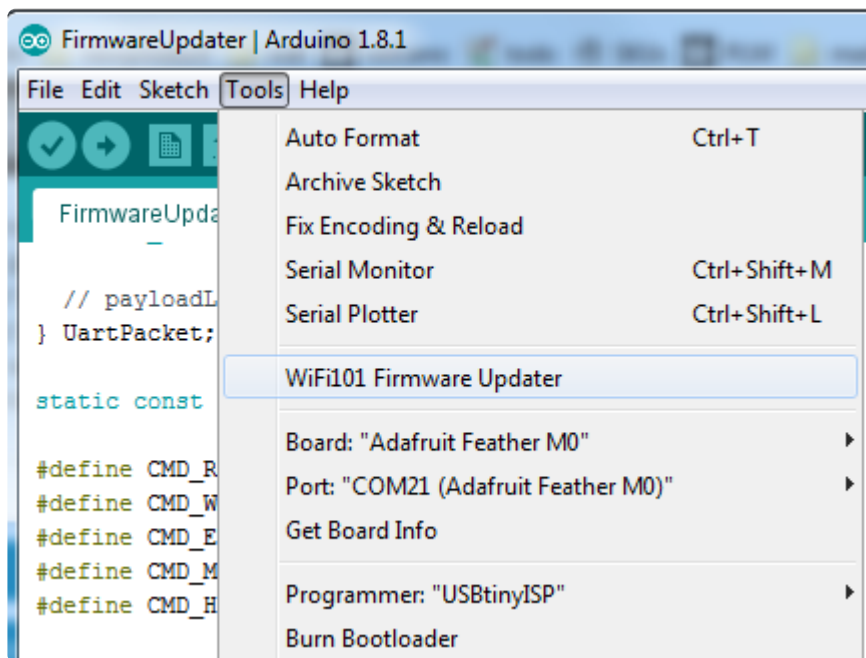 FirmwareUpdater | Arduino 1.8.1
File Edit Sketch Tools Help
Auto Format Ctrl+T
Archive Sketch
Fix Encoding & Reload
Serial Monitor Ctrl+Shift+M
Serial Plotter Ctrl+Shift+L
WiFi101 Firmware Updater
Board: "Adafruit Feather M0"
Port: "COM21 (Adafruit Feather M0)"
Get Board Info
Programmer: "USBtinyISP"
Burn Bootloader
FirmwareUpda
// payloadL
} UartPacket;
static const
#define CMD_R
#define CMD_W
#define CMD_E
#define CMD_M
#define CMD_H